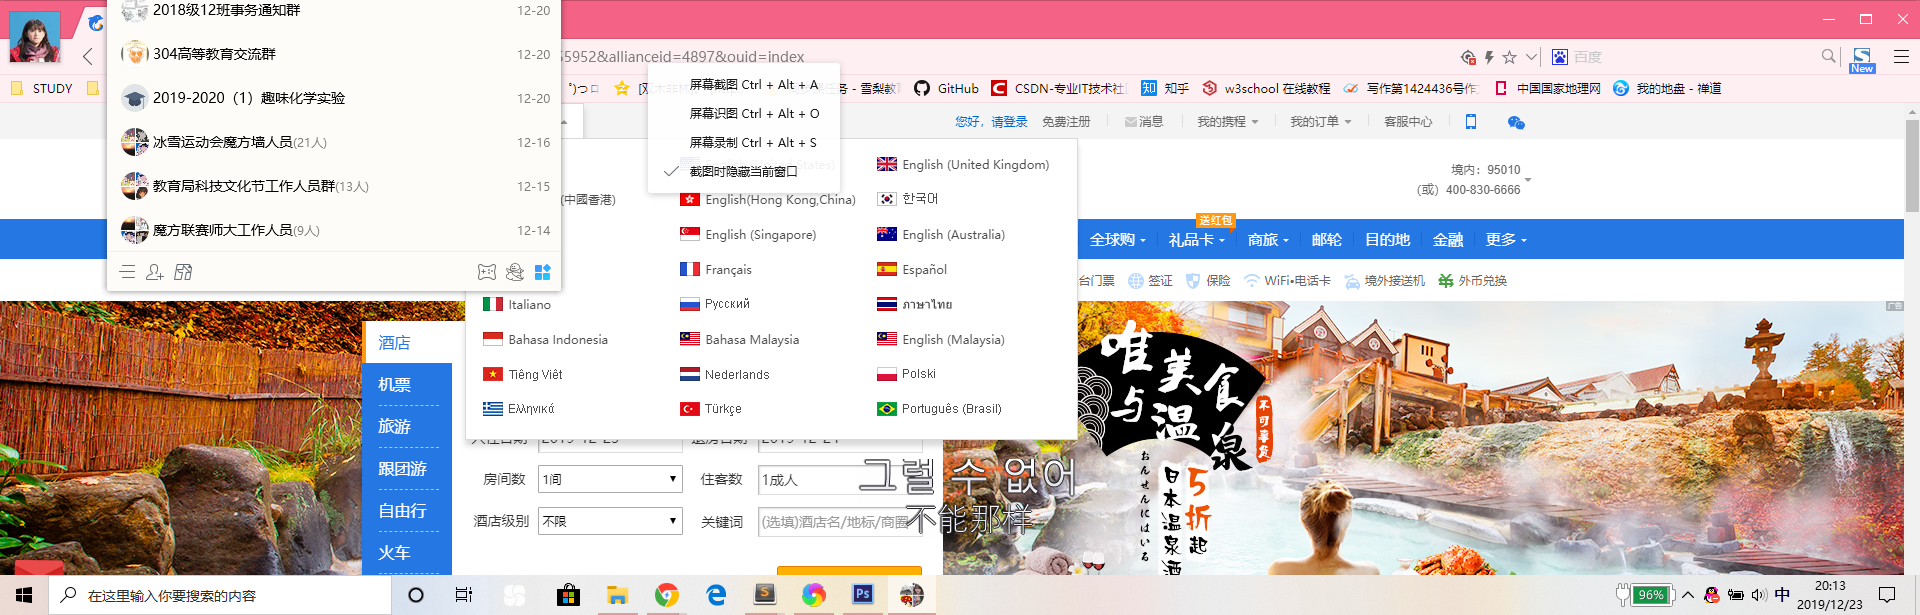 2018级12班事务通知群 12-20
304高等教育交流群 12-20
2019-2020（1）趣味化学实验 12-20
冰雪运动会魔方墙人员(21人) 12-16
教育局科技文化节工作人员群(13人) 12-15
魔方联赛师大工作人员(9人) 12-14
55952&allianceid=4897&ouid=index
百度
New
STUDY
GitHub
CSDN-专业IT技术社
知乎
w3school 在线教程
写作第1424436号作
中国国家地理网
我的地盘 - 禅道
屏幕截图 Ctrl + Alt + A
屏幕识图 Ctrl + Alt + O
屏幕录制 Ctrl + Alt + S
截图时隐藏当前窗口
您好，请登录 免费注册 消息 我的携程 我的订单 客服中心
境内：95010
（或）400-830-6666
English (United Kingdom)
(中國香港) English(Hong Kong,China) 한국어
English (Singapore) English (Australia)
Français Español
Italiano Русский ภาษาไทย
Bahasa Indonesia Bahasa Malaysia English (Malaysia)
Tiếng Việt Nederlands Polski
Ελληνικά Türkçe Português (Brasil)
送红包
全球购 礼品卡 商旅 邮轮 目的地 金融 更多
台门票 签证 保险 WiFi•电话卡 境外接送机 外币兑换
广告
酒店
机票
旅游
跟团游
自由行
火车
入住日期 2019-12-23 退房日期 2019-12-24
房间数 1间 住客数 1成人
酒店级别 不限 关键词 (选填)酒店名/地标/商圈
그럴 수 없어
不能那样
唯美食与温泉
不可辜负
おんせんにはいる
日本温泉酒
5折起
在这里输入你要搜索的内容
96%
中
20:13
2019/12/23